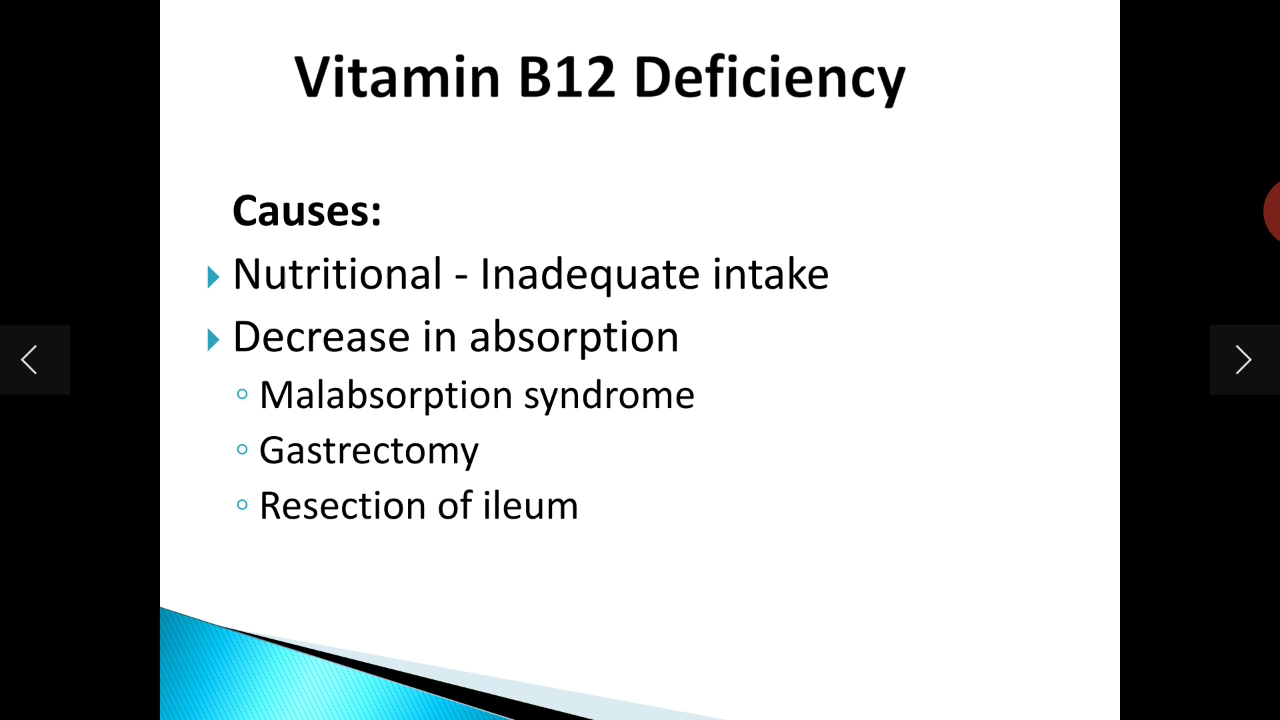 Vitamin B12 Deficiency
Causes:
Nutritional - Inadequate intake
Decrease in absorption
Malabsorption syndrome
Gastrectomy
Resection of ileum